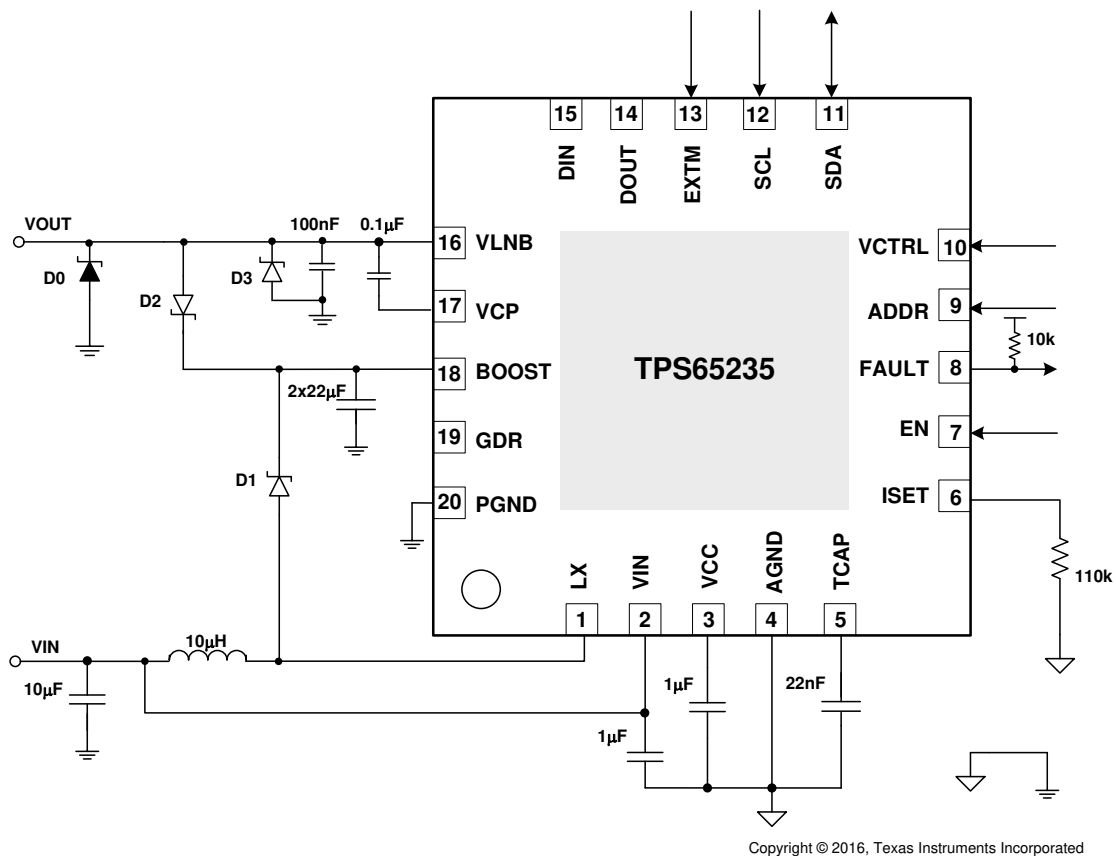 15
14
13
12
11
DIN
DOUT
EXTM
SCL
SDA
VOUT
100nF
0.1µF
16
VLNB
VCTRL
10
D0
D2
D3
17
VCP
ADDR
9
10k
TPS65235
18
BOOST
FAULT
8
2x22µF
19
GDR
EN
7
D1
20
PGND
ISET
6
LX
VIN
VCC
AGND
TCAP
110k
1
2
3
4
5
VIN
10µH
10µF
1µF
22nF
1µF
Copyright © 2016, Texas Instruments Incorporated